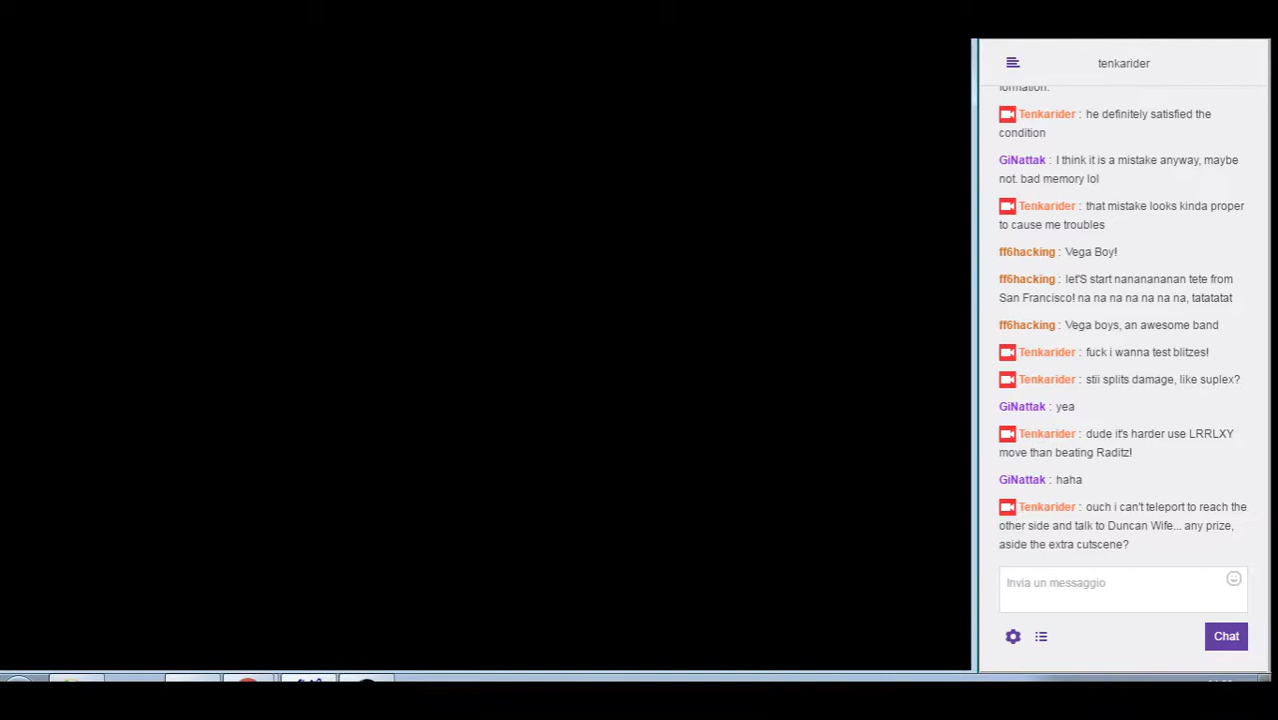 tenkarider
formation.
Tenkarider : he definitely satisfied the
condition
GiNattak : I think it is a mistake anyway, maybe
not. bad memory lol
Tenkarider : that mistake looks kinda proper
to cause me troubles
ff6hacking : Vega Boy!
ff6hacking : let'S start nanananan tete from
San Francisco! na na na na na na na, tatatatat
ff6hacking : Vega boys, an awesome band
Tenkarider : fuck i wanna test blitzes!
Tenkarider : stii splits damage, like suplex?
GiNattak : yea
Tenkarider : dude it's harder use LRRLXY
move than beating Raditz!
GiNattak : haha
Tenkarider : ouch i can't teleport to reach the
other side and talk to Duncan Wife... any prize,
aside the extra cutscene?
Invia un messaggio
Chat